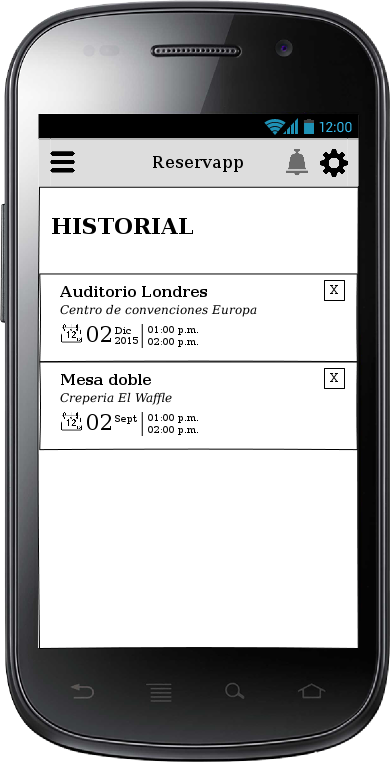 12:00
Reservapp
HISTORIAL
Auditorio Londres
X
Centro de convenciones Europa
12
02
Dic
2015
01:00 p.m.
02:00 p.m.
Mesa doble
X
Creperia El Waffle
12
02
Sept
01:00 p.m.
02:00 p.m.